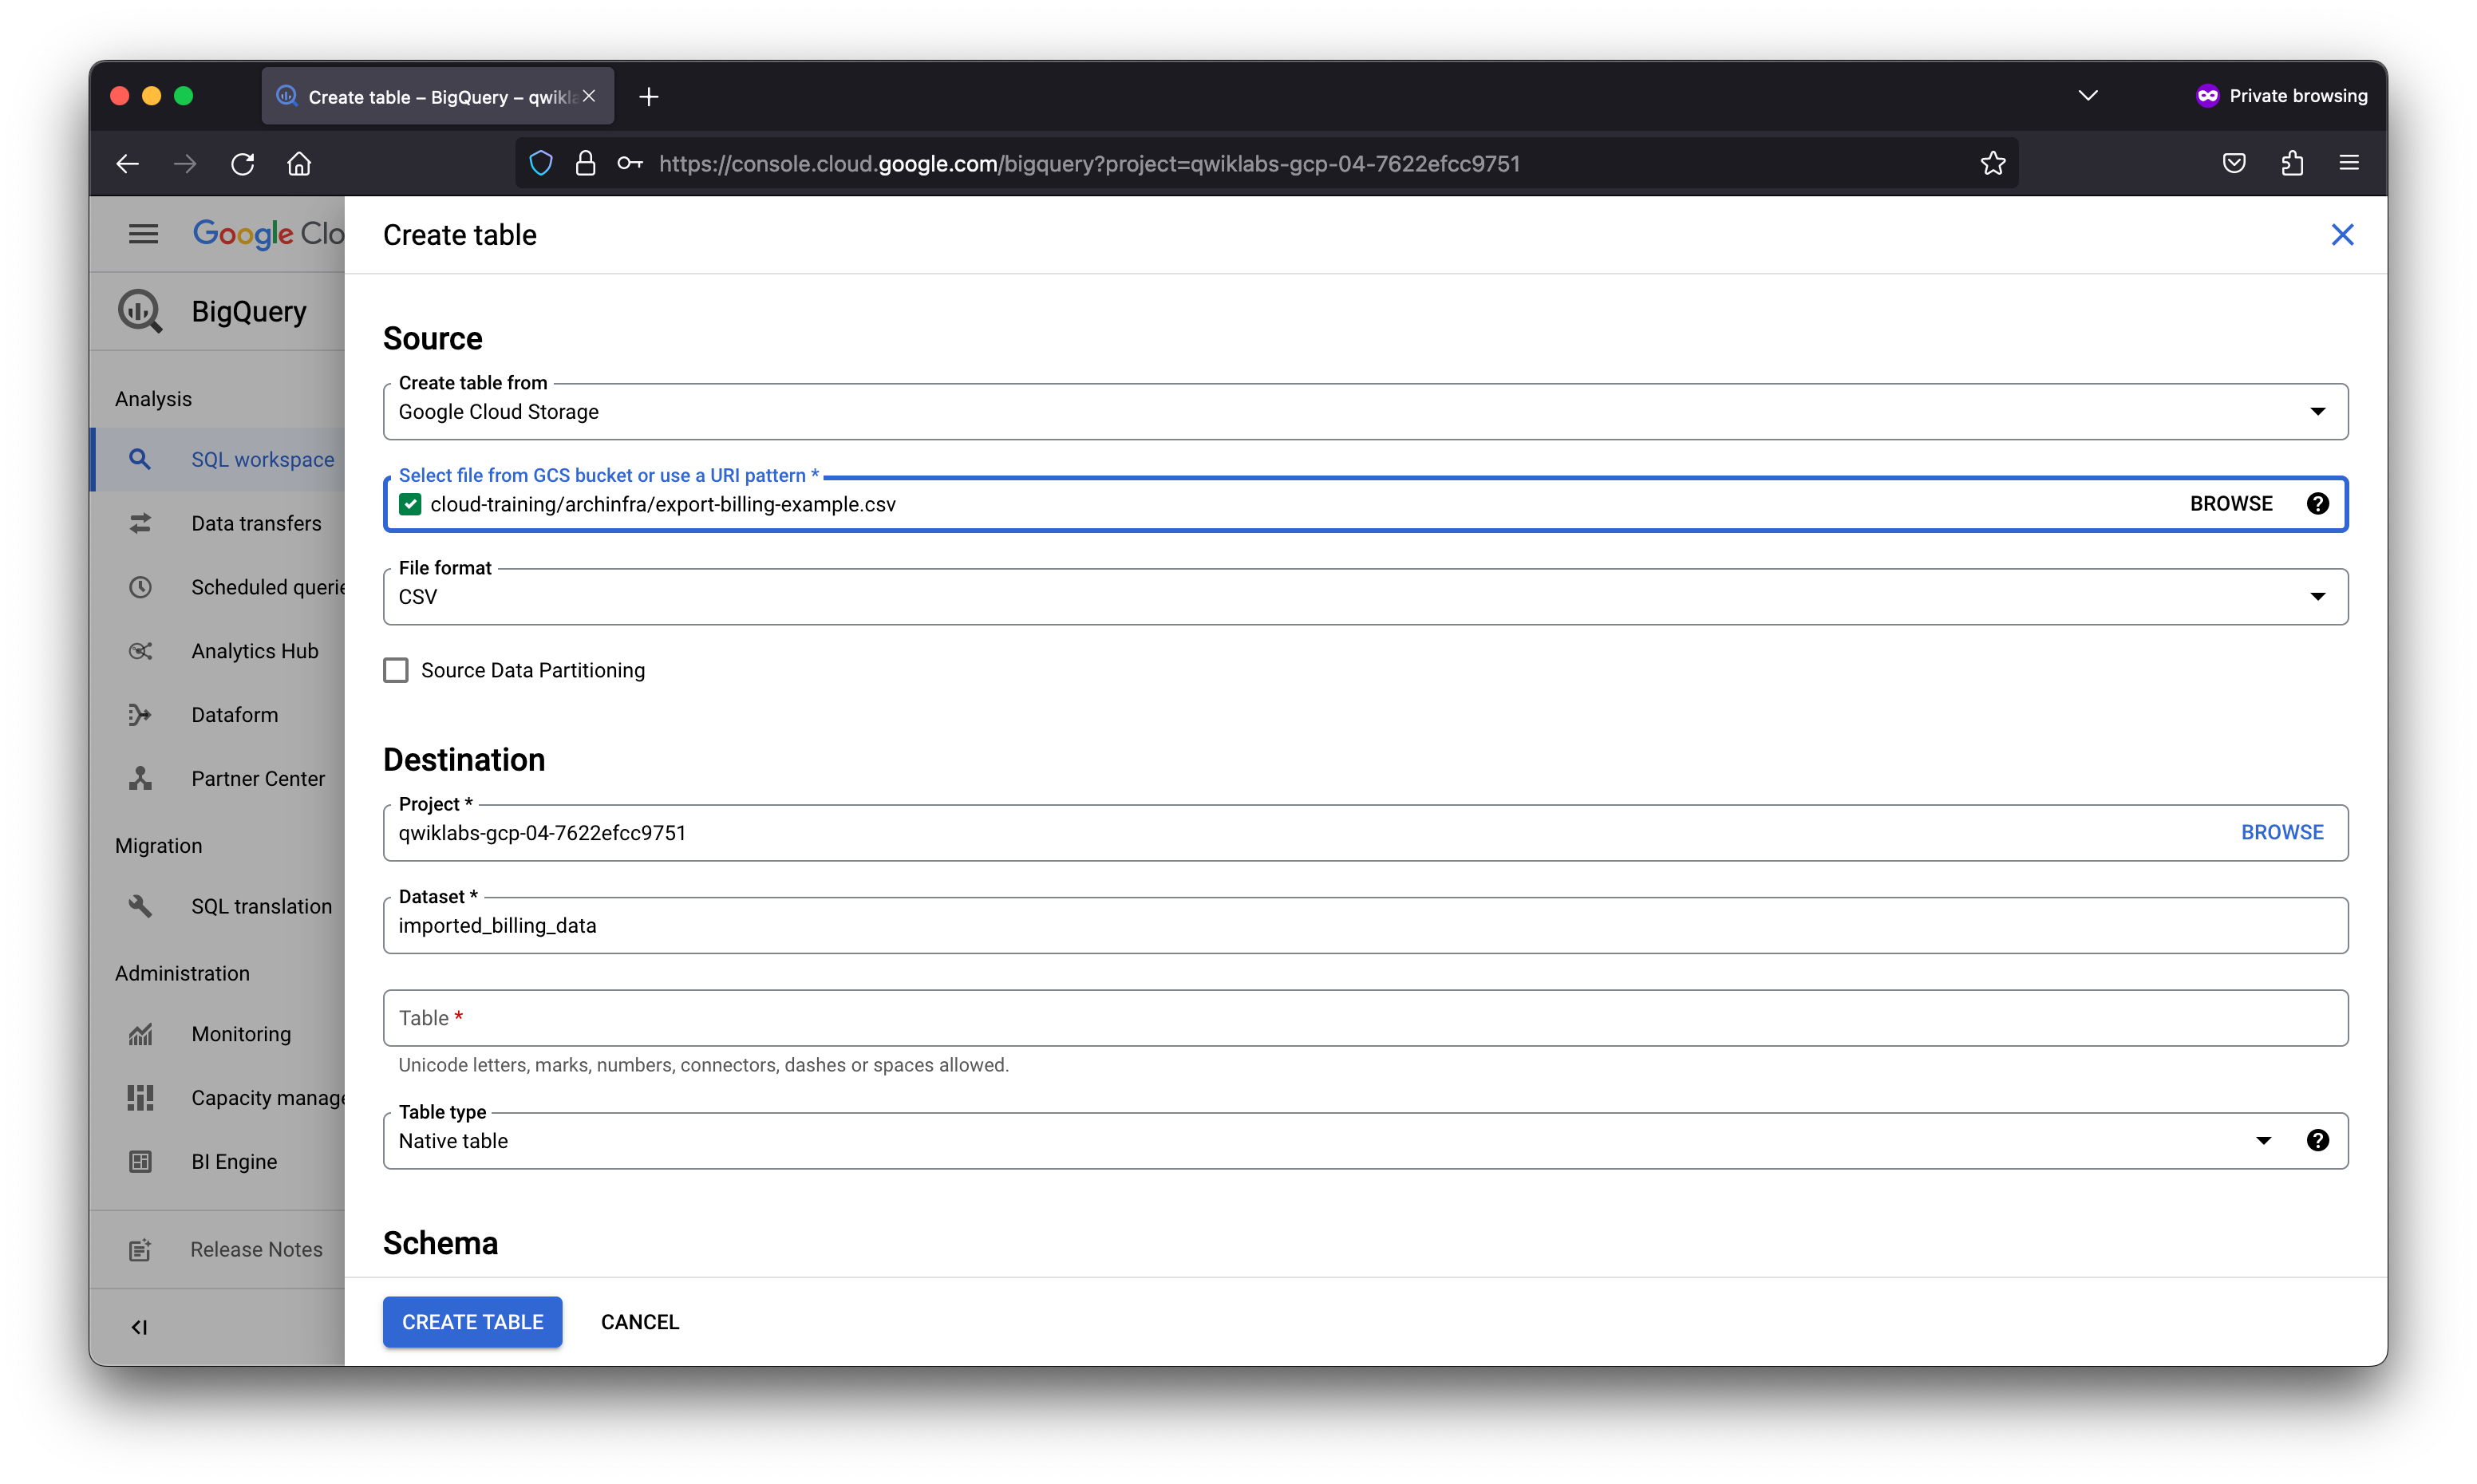 Create table – BigQuery – qwikla
Private browsing
https://console.cloud.google.com/bigquery?project=qwiklabs-gcp-04-7622efcc9751
Google Clo
BigQuery
Analysis
SQL workspace
Data transfers
Scheduled querie
Analytics Hub
Dataform
Partner Center
Migration
SQL translation
Administration
Monitoring
Capacity manage
BI Engine
Release Notes
Create table
Source
Create table from
Google Cloud Storage
Select file from GCS bucket or use a URI pattern *
cloud-training/archinfra/export-billing-example.csv
BROWSE
File format
CSV
Source Data Partitioning
Destination
Project *
qwiklabs-gcp-04-7622efcc9751
BROWSE
Dataset *
imported_billing_data
Table *
Unicode letters, marks, numbers, connectors, dashes or spaces allowed.
Table type
Native table
Schema
CREATE TABLE
CANCEL